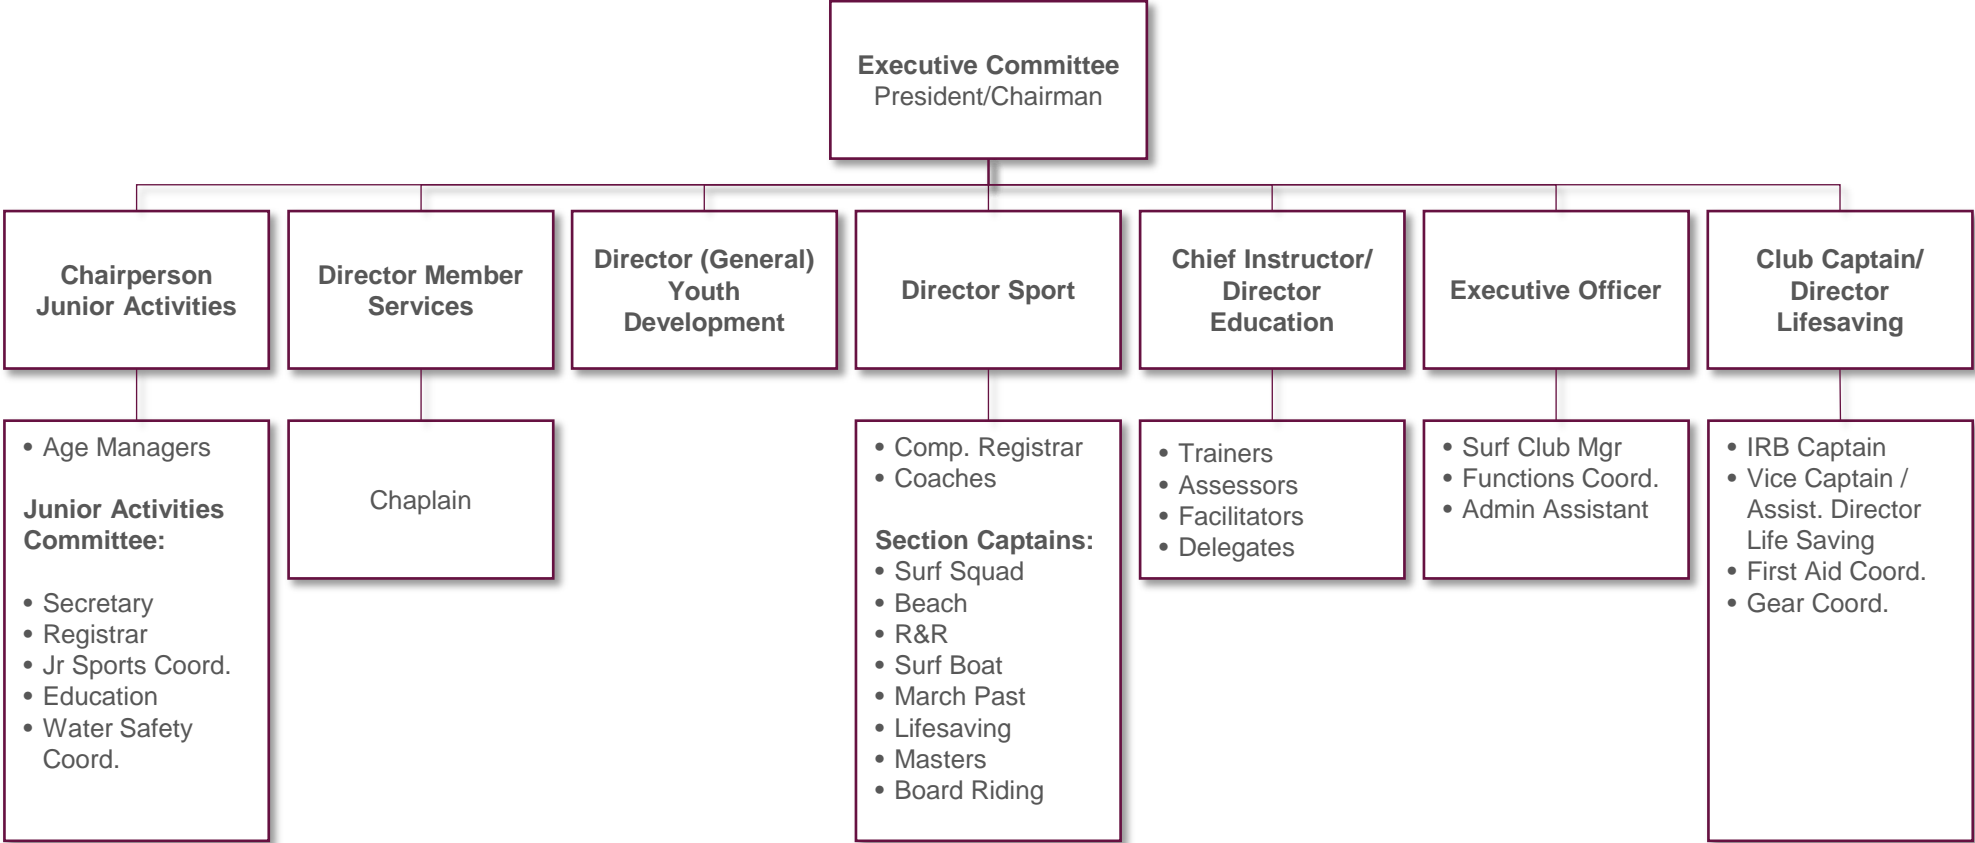 Executive Committee
President/Chairman
Chairperson
Junior Activities
Director Member
Services
Director (General)
Youth
Development
Director Sport
Chief Instructor/
Director
Education
Executive Officer
Club Captain/
Director
Lifesaving
• Age Managers
Junior Activities
Committee:
• Secretary
• Registrar
• Jr Sports Coord.
• Education
• Water Safety
Coord.
Chaplain
• Comp. Registrar
• Coaches
Section Captains:
• Surf Squad
• Beach
• R&R
• Surf Boat
• March Past
• Lifesaving
• Masters
• Board Riding
• Trainers
• Assessors
• Facilitators
• Delegates
• Surf Club Mgr
• Functions Coord.
• Admin Assistant
• IRB Captain
• Vice Captain /
Assist. Director
Life Saving
• First Aid Coord.
• Gear Coord.